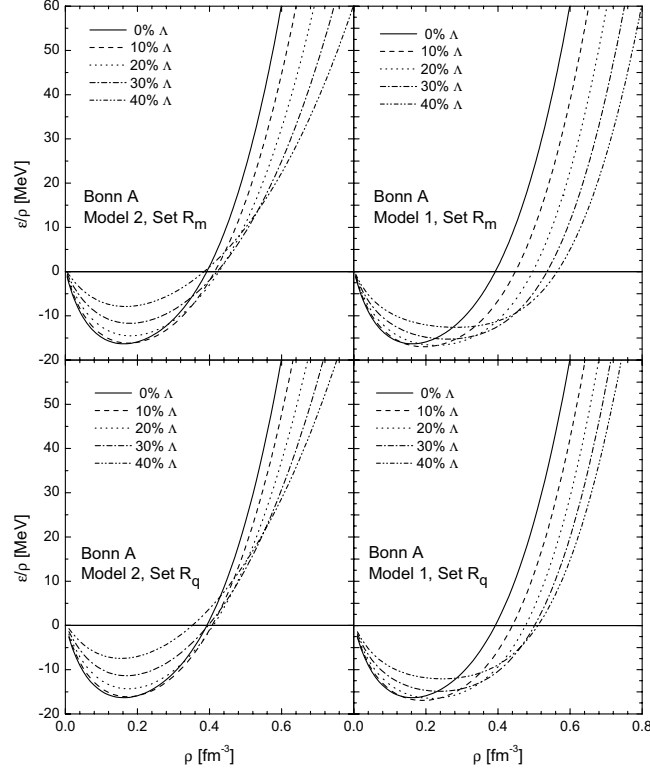 60
50
40
30
20
10
0
-10
-20
ε/ρ [MeV]
0% Λ
10% Λ
20% Λ
30% Λ
40% Λ
Bonn A
Model 2, Set R_m
0% Λ
10% Λ
20% Λ
30% Λ
40% Λ
Bonn A
Model 1, Set R_m
50
40
30
20
10
0
-10
-20
ε/ρ [MeV]
0% Λ
10% Λ
20% Λ
30% Λ
40% Λ
Bonn A
Model 2, Set R_q
0% Λ
10% Λ
20% Λ
30% Λ
40% Λ
Bonn A
Model 1, Set R_q
0.0 0.2 0.4 0.6 0.0 0.2 0.4 0.6 0.8
ρ [fm⁻³] ρ [fm⁻³]